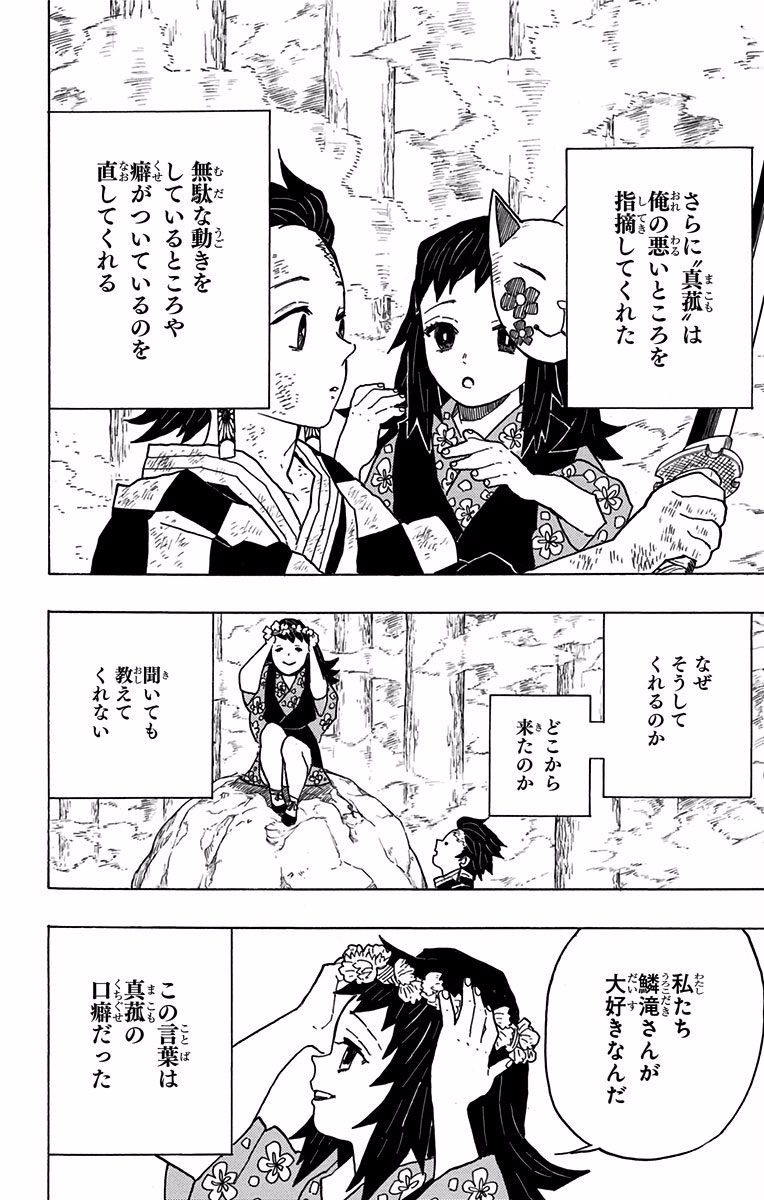 さらに〝真菰〟は
俺の悪いところを
指摘してくれた
無駄な動きを
しているところや
癖がついているのを
直してくれる
なぜ
そうして
くれるのか
どこから
来たのか
聞いても
教えて
くれない
私たち
鱗滝さんが
大好きなんだ
この言葉は
真菰の
口癖だった